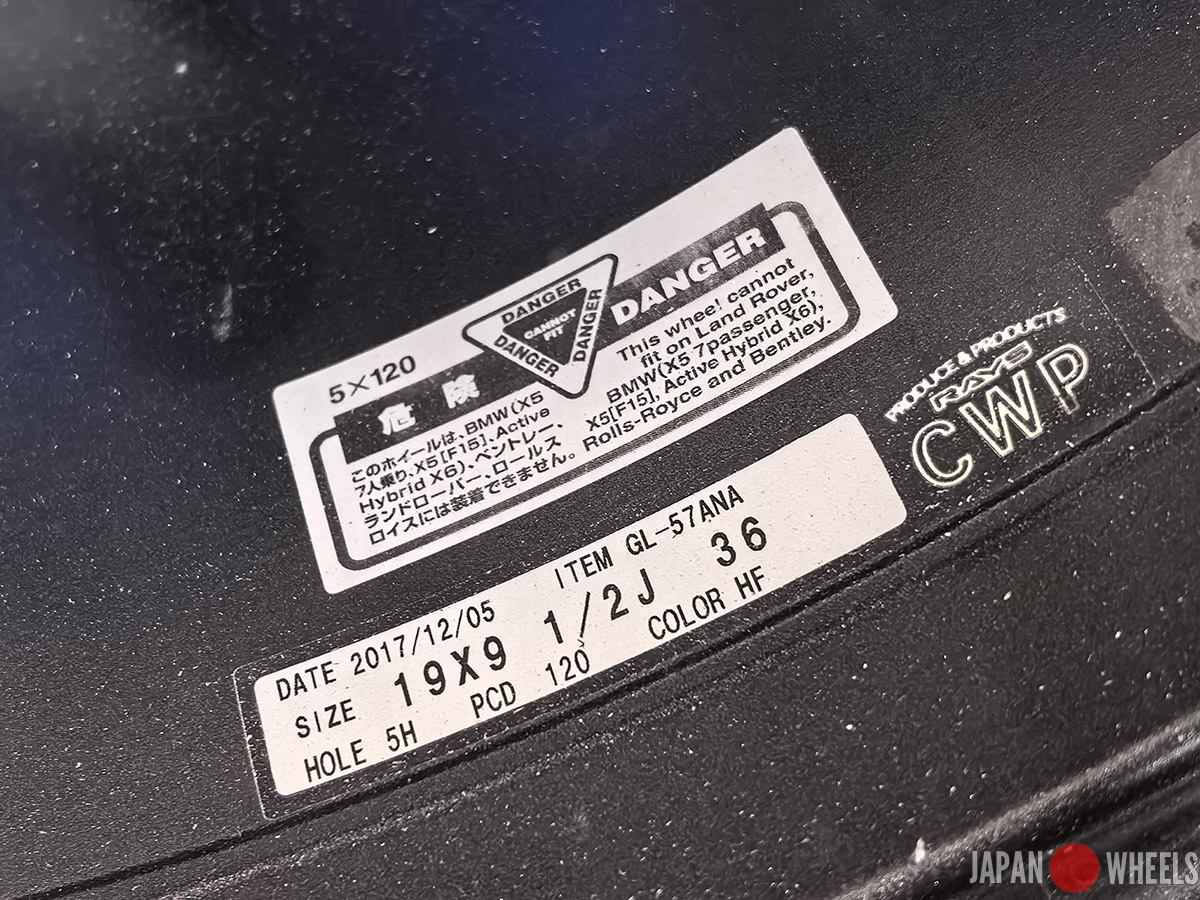 5×120
危険
DANGER
DANGER
DANGER
DANGER
CANNOT
FIT
このホイールは、BMW(X5
7人乗り、X5[F15]、Active
Hybrid X6)、ベントレー、
ランドローバー、ロールス
ロイスには装着できません。
This wheel cannot
fit on Land Rover,
BMW(X5 7passenger,
X5[F15], Active Hybrid X6),
Rolls-Royce and Bentley.
PRODUCE & PRODUCTS
RAYS
CWP
DATE 2017/12/05 ITEM GL-57ANA
SIZE 19X9 1/2J 36
HOLE 5H PCD 120 COLOR HF
JAPAN WHEELS